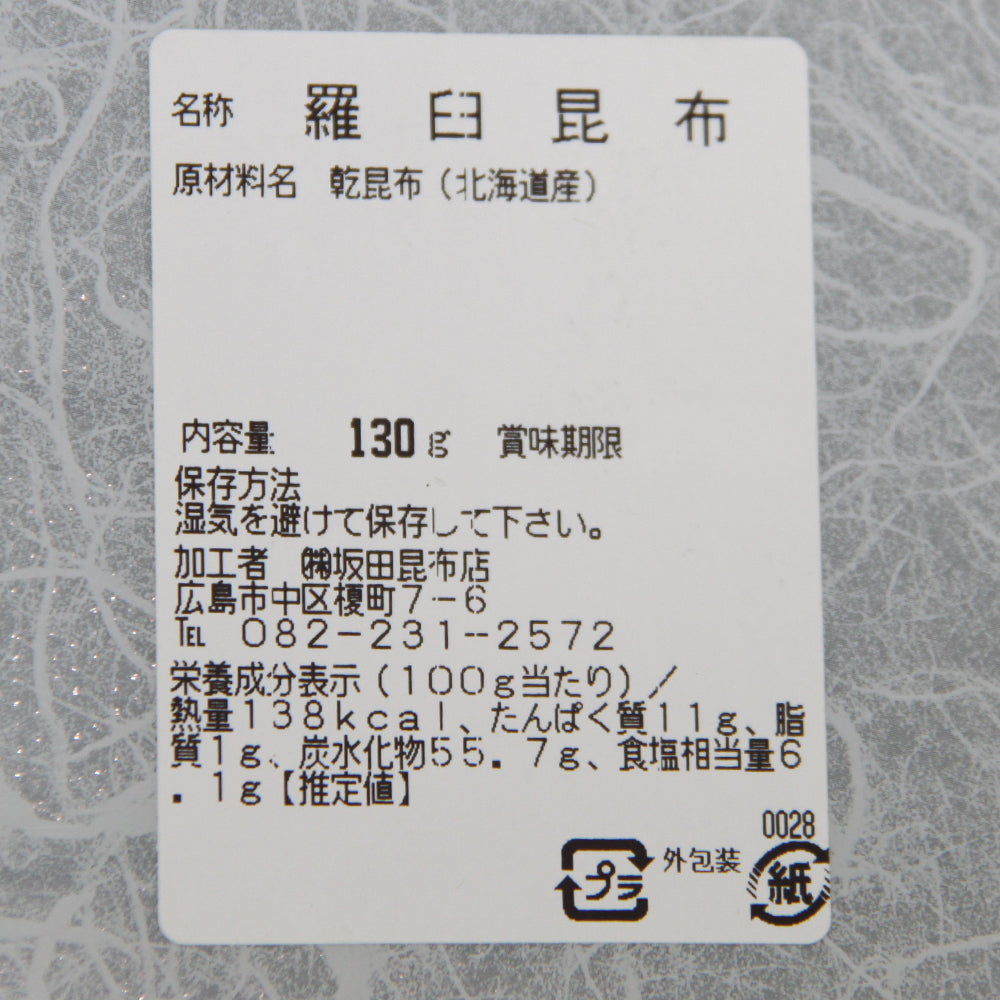 名称 羅臼昆布
原材料名 乾昆布（北海道産）
内容量 130g 賞味期限
保存方法
湿気を避けて保存して下さい。
加工者 ㈱坂田昆布店
広島市中区榎町7-6
℡ 082-231-2572
栄養成分表示（100g当たり）／
熱量138kcal、たんぱく質11g、脂
質1g、炭水化物55.7g、食塩相当量6
.1g【推定値】
0028
プラ 外包装 紙